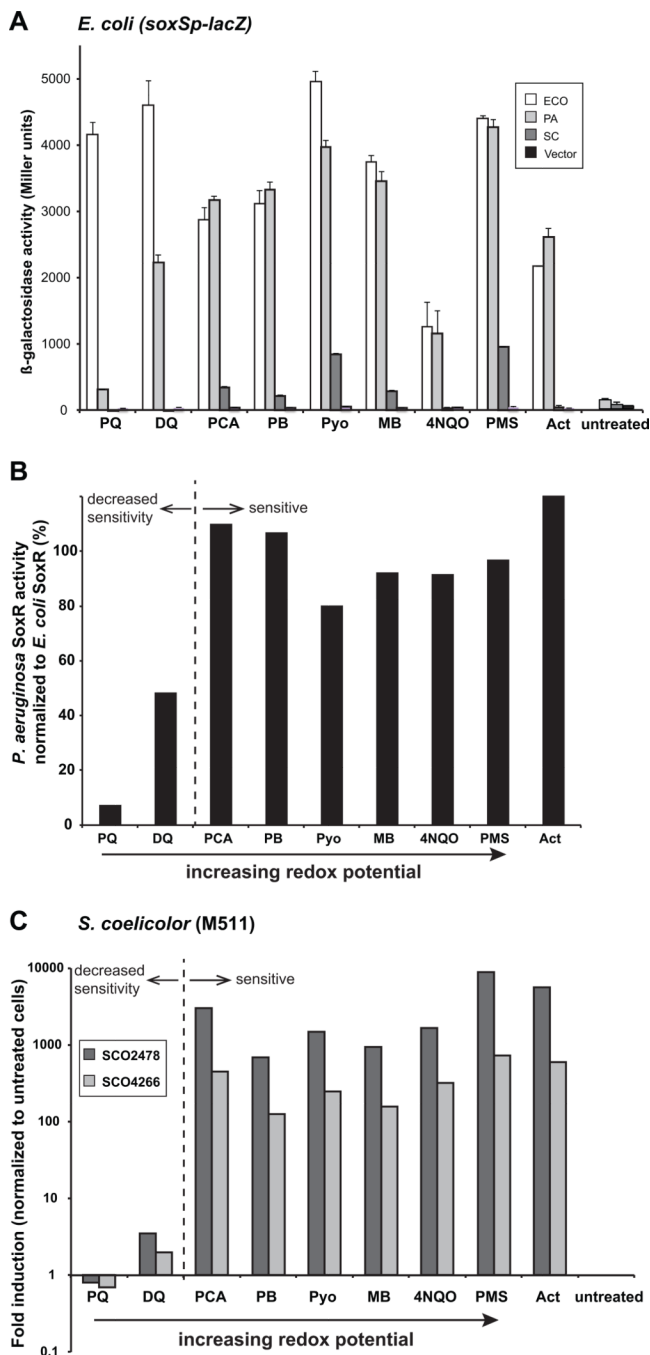 A
E. coli (soxSp-lacZ)
ß-galactosidase activity (Miller units)
5000
4000
3000
2000
1000
0
ECO
PA
SC
Vector
PQ DQ PCA PB Pyo MB 4NQO PMS Act untreated
B
decreased sensitivity
sensitive
P. aeruginosa SoxR activity
normalized to E. coli SoxR (%)
100
80
60
40
20
0
PQ DQ PCA PB Pyo MB 4NQO PMS Act
increasing redox potential
C
S. coelicolor (M511)
Fold induction (normalized to untreated cells)
10000
1000
100
10
1
0.1
decreased
sensitivity
sensitive
SCO2478
SCO4266
PQ DQ PCA PB Pyo MB 4NQO PMS Act untreated
increasing redox potential